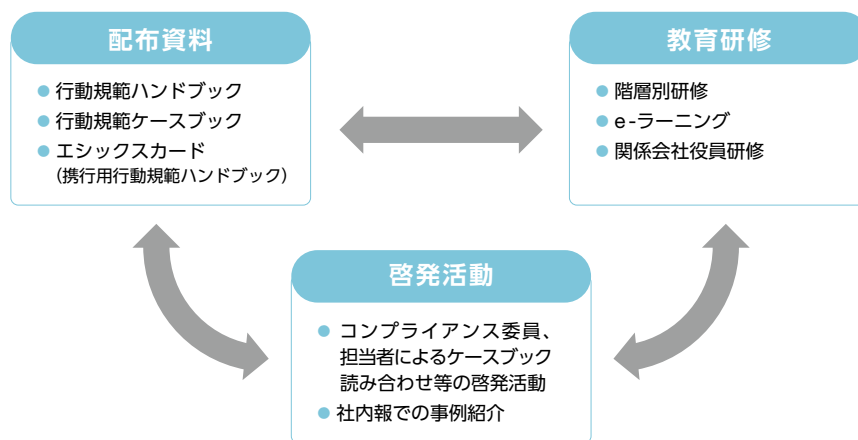 配布資料
● 行動規範ハンドブック
● 行動規範ケースブック
● エシックスカード
（携行用行動規範ハンドブック）
教育研修
● 階層別研修
● e-ラーニング
● 関係会社役員研修
啓発活動
● コンプライアンス委員、
担当者によるケースブック
読み合わせ等の啓発活動
● 社内報での事例紹介